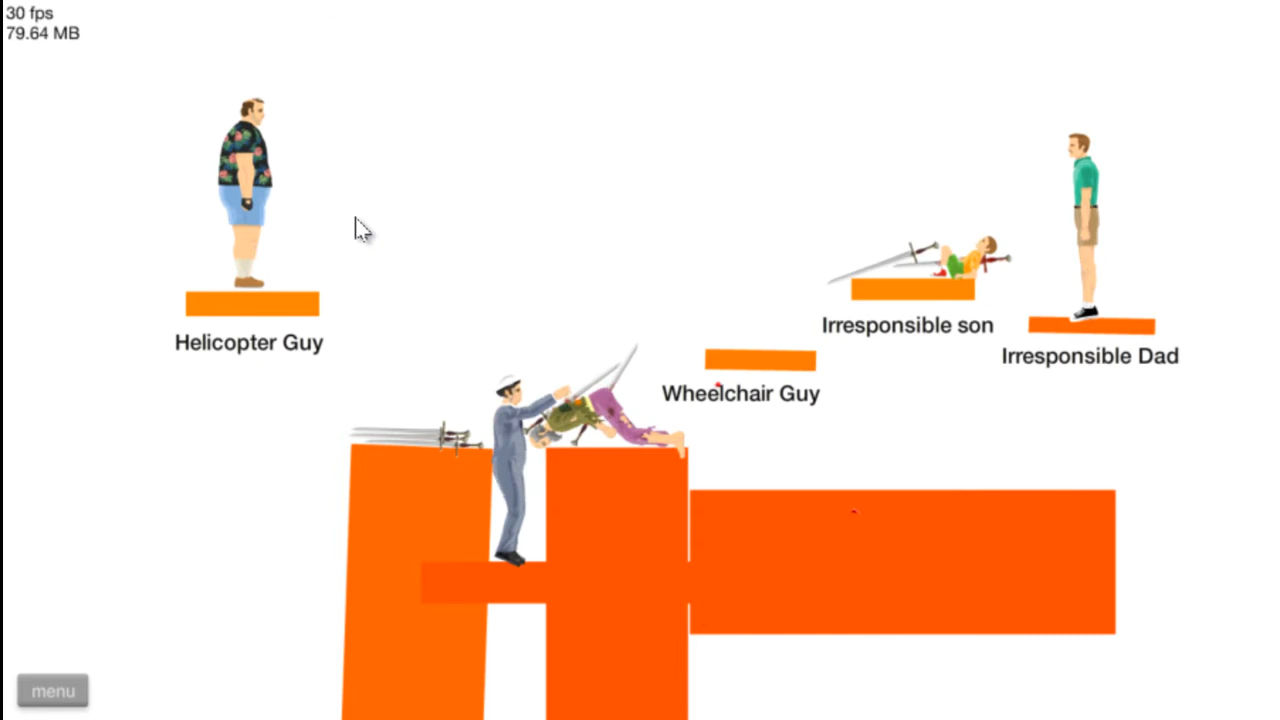 30 fps
79.64 MB
Helicopter Guy
Irresponsible son
Irresponsible Dad
Wheelchair Guy
menu